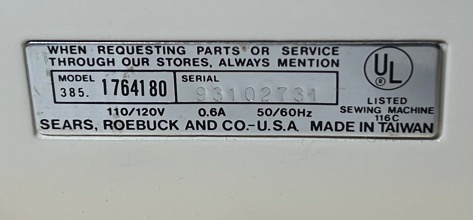 WHEN REQUESTING PARTS OR SERVICE
THROUGH OUR STORES, ALWAYS MENTION
MODEL 385. 1764180 SERIAL 93102731
UL ®
LISTED
SEWING MACHINE
116C
110/120V 0.6A 50/60Hz
SEARS, ROEBUCK AND CO.-U.S.A. MADE IN TAIWAN